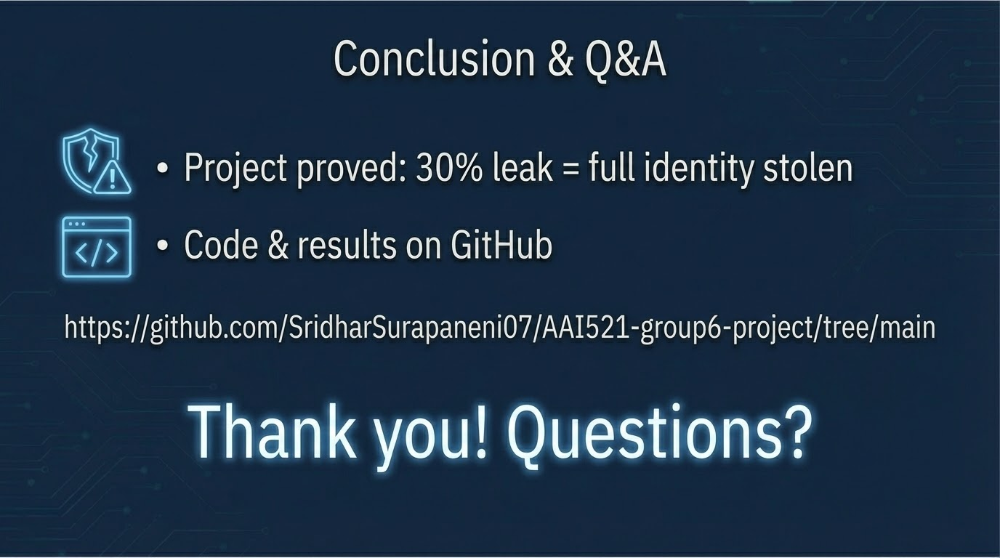 Conclusion & Q&A
• Project proved: 30% leak = full identity stolen
• Code & results on GitHub
https://github.com/SridharSurapaneni07/AAI521-group6-project/tree/main
Thank you! Questions?